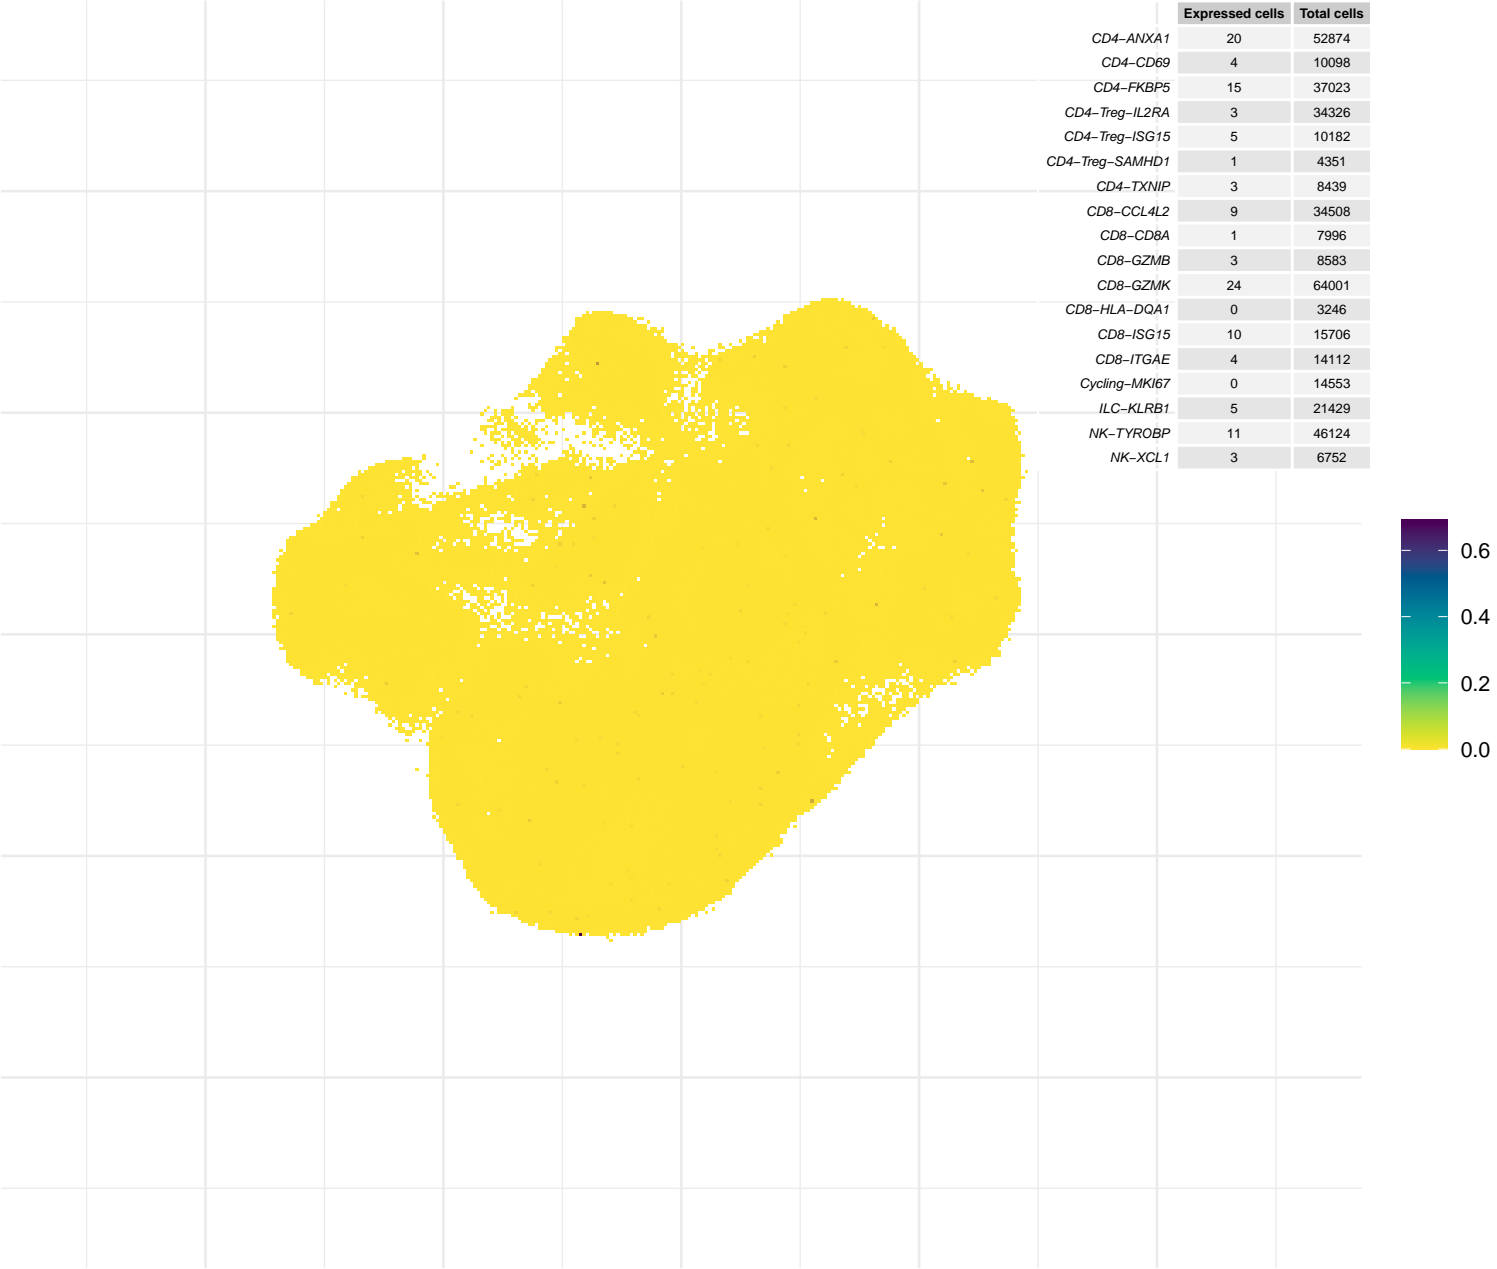 Expressed cells Total cells
CD4−ANXA1 20 52874
CD4−CD69 4 10098
CD4−FKBP5 15 37023
CD4−Treg−IL2RA 3 34326
CD4−Treg−ISG15 5 10182
CD4−Treg−SAMHD1 1 4351
CD4−TXNIP 3 8439
CD8−CCL4L2 9 34508
CD8−CD8A 1 7996
CD8−GZMB 3 8583
CD8−GZMK 24 64001
CD8−HLA−DQA1 0 3246
CD8−ISG15 10 15706
CD8−ITGAE 4 14112
Cycling−MKI67 0 14553
ILC−KLRB1 5 21429
NK−TYROBP 11 46124
NK−XCL1 3 6752
0.6
0.4
0.2
0.0